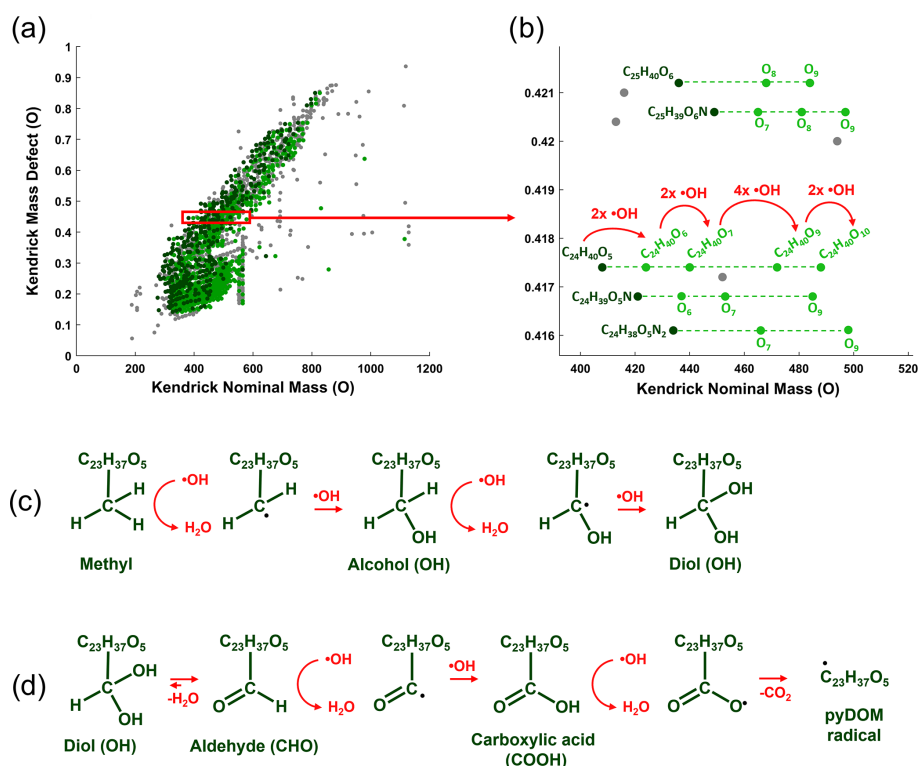 (a)
1
0.9
0.8
0.7
0.6
0.5
0.4
0.3
0.2
0.1
0
Kendrick Mass Defect (O)
0 200 400 600 800 1000 1200
Kendrick Nominal Mass (O)
(b)
0.421
0.42
0.419
0.418
0.417
0.416
C₂₅H₄₀O₆
O₈
O₉
C₂₅H₃₉O₆N
O₇
O₈
O₉
2x •OH
2x •OH
4x •OH
2x •OH
C₂₄H₄₀O₅
C₂₄H₄₀O₆
C₂₄H₄₀O₇
C₂₄H₄₀O₉
C₂₄H₄₀O₁₀
C₂₄H₃₉O₅N
O₆
O₇
O₉
C₂₄H₃₈O₅N₂
O₇
O₉
400 420 440 460 480 500 520
Kendrick Nominal Mass (O)
(c)
C₂₃H₃₇O₅
H
C
H
H
Methyl
•OH
H₂O
C₂₃H₃₇O₅
H
C•
H
•OH
C₂₃H₃₇O₅
H
C
H
OH
Alcohol (OH)
•OH
H₂O
C₂₃H₃₇O₅
C•
H
OH
•OH
C₂₃H₃₇O₅
OH
C
H
OH
Diol (OH)
(d)
C₂₃H₃₇O₅
OH
C
H
OH
Diol (OH)
-H₂O
C₂₃H₃₇O₅
C
O
H
Aldehyde (CHO)
•OH
H₂O
C₂₃H₃₇O₅
C•
O
•OH
C₂₃H₃₇O₅
C
O
OH
Carboxylic acid
(COOH)
•OH
H₂O
C₂₃H₃₇O₅
C
O
O•
-CO₂
•C₂₃H₃₇O₅
pyDOM
radical